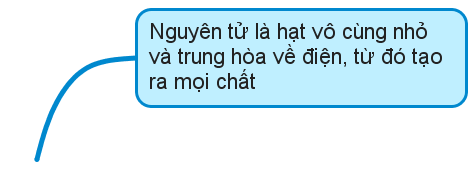 Nguyên tử là hạt vô cùng nhỏ
và trung hòa về điện, từ đó tạo
ra mọi chất